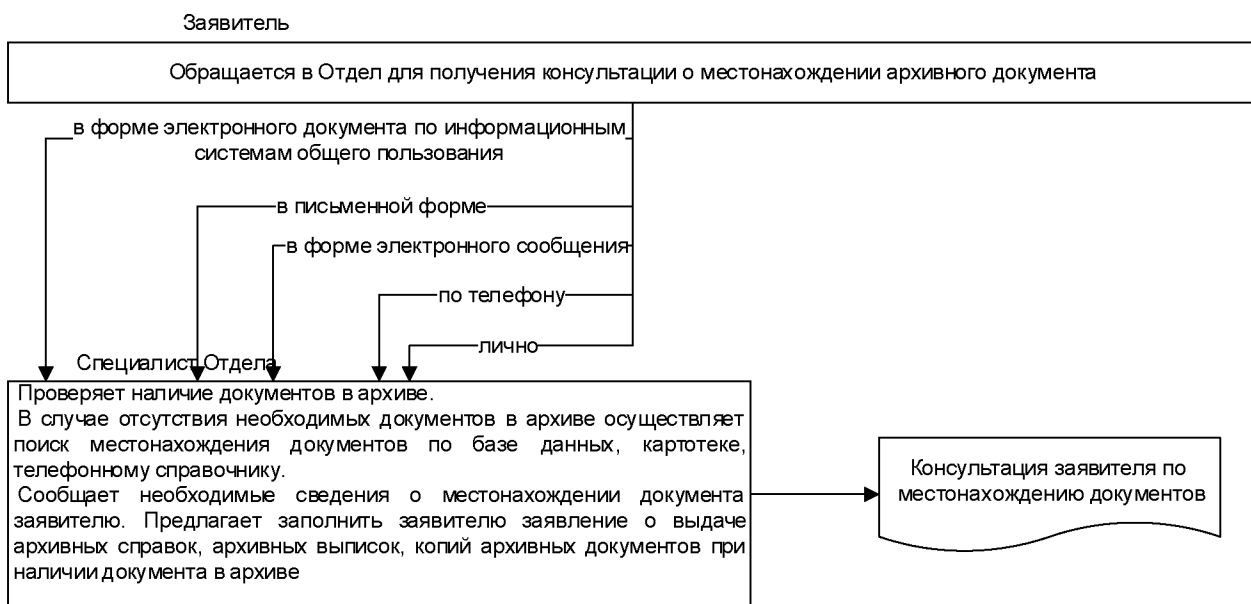 Заявитель
Обращается в Отдел для получения консультации о местонахождении архивного документа
в форме электронного документа по информационным
системам общего пользования
в письменной форме
в форме электронного сообщения
по телефону
лично
Специалист Отдела
Проверяет наличие документов в архиве.
В случае отсутствия необходимых документов в архиве осуществляет
поиск местонахождения документов по базе данных, картотеке,
телефонному справочнику.
Сообщает необходимые сведения о местонахождении документа
заявителю. Предлагает заполнить заявителю заявление о выдаче
архивных справок, архивных выписок, копий архивных документов при
наличии документа в архиве
Консультация заявителя по
местонахождению документов